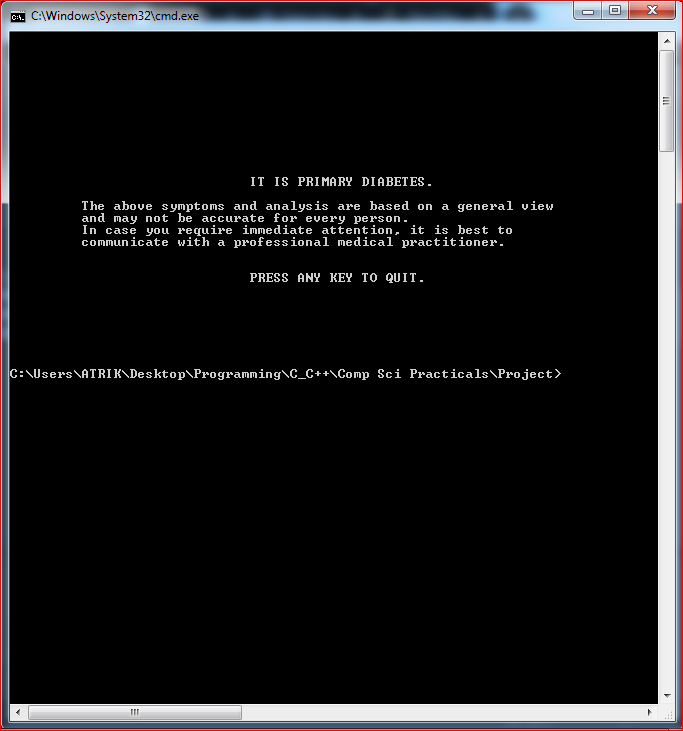 C:\Windows\System32\cmd.exe
IT IS PRIMARY DIABETES.
The above symptoms and analysis are based on a general view
and may not be accurate for every person.
In case you require immediate attention, it is best to
communicate with a professional medical practitioner.
PRESS ANY KEY TO QUIT.
C:\Users\ATRIK\Desktop\Programming\C_C++\Comp Sci Practicals\Project>